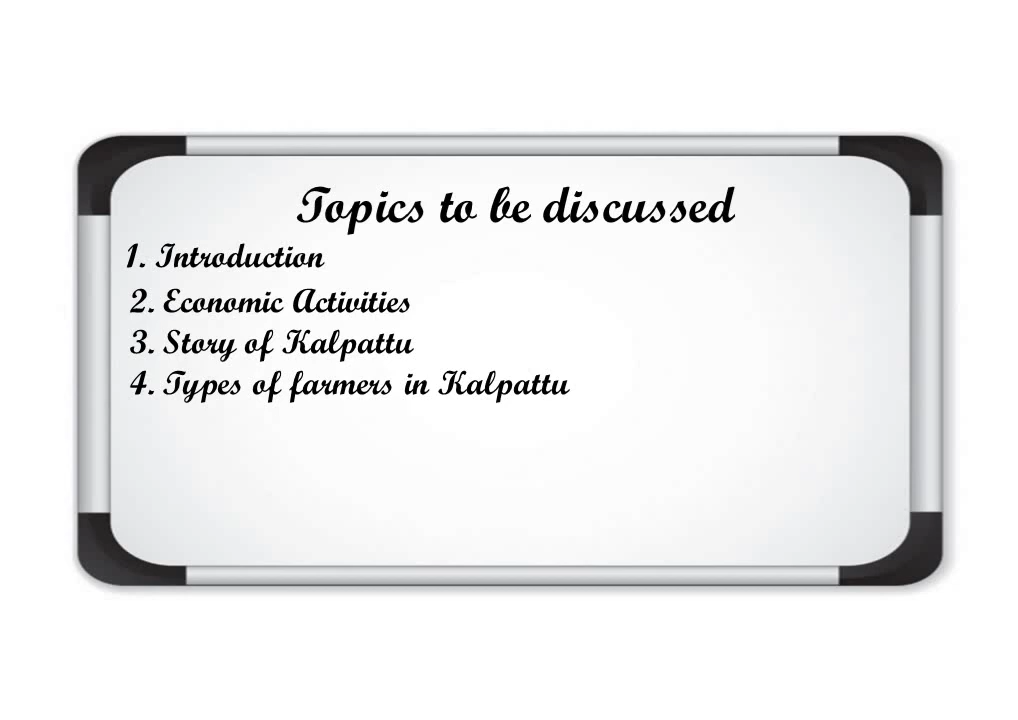 Topics to be discussed
1. Introduction
2. Economic Activities
3. Story of Kalpattu
4. Types of farmers in Kalpattu